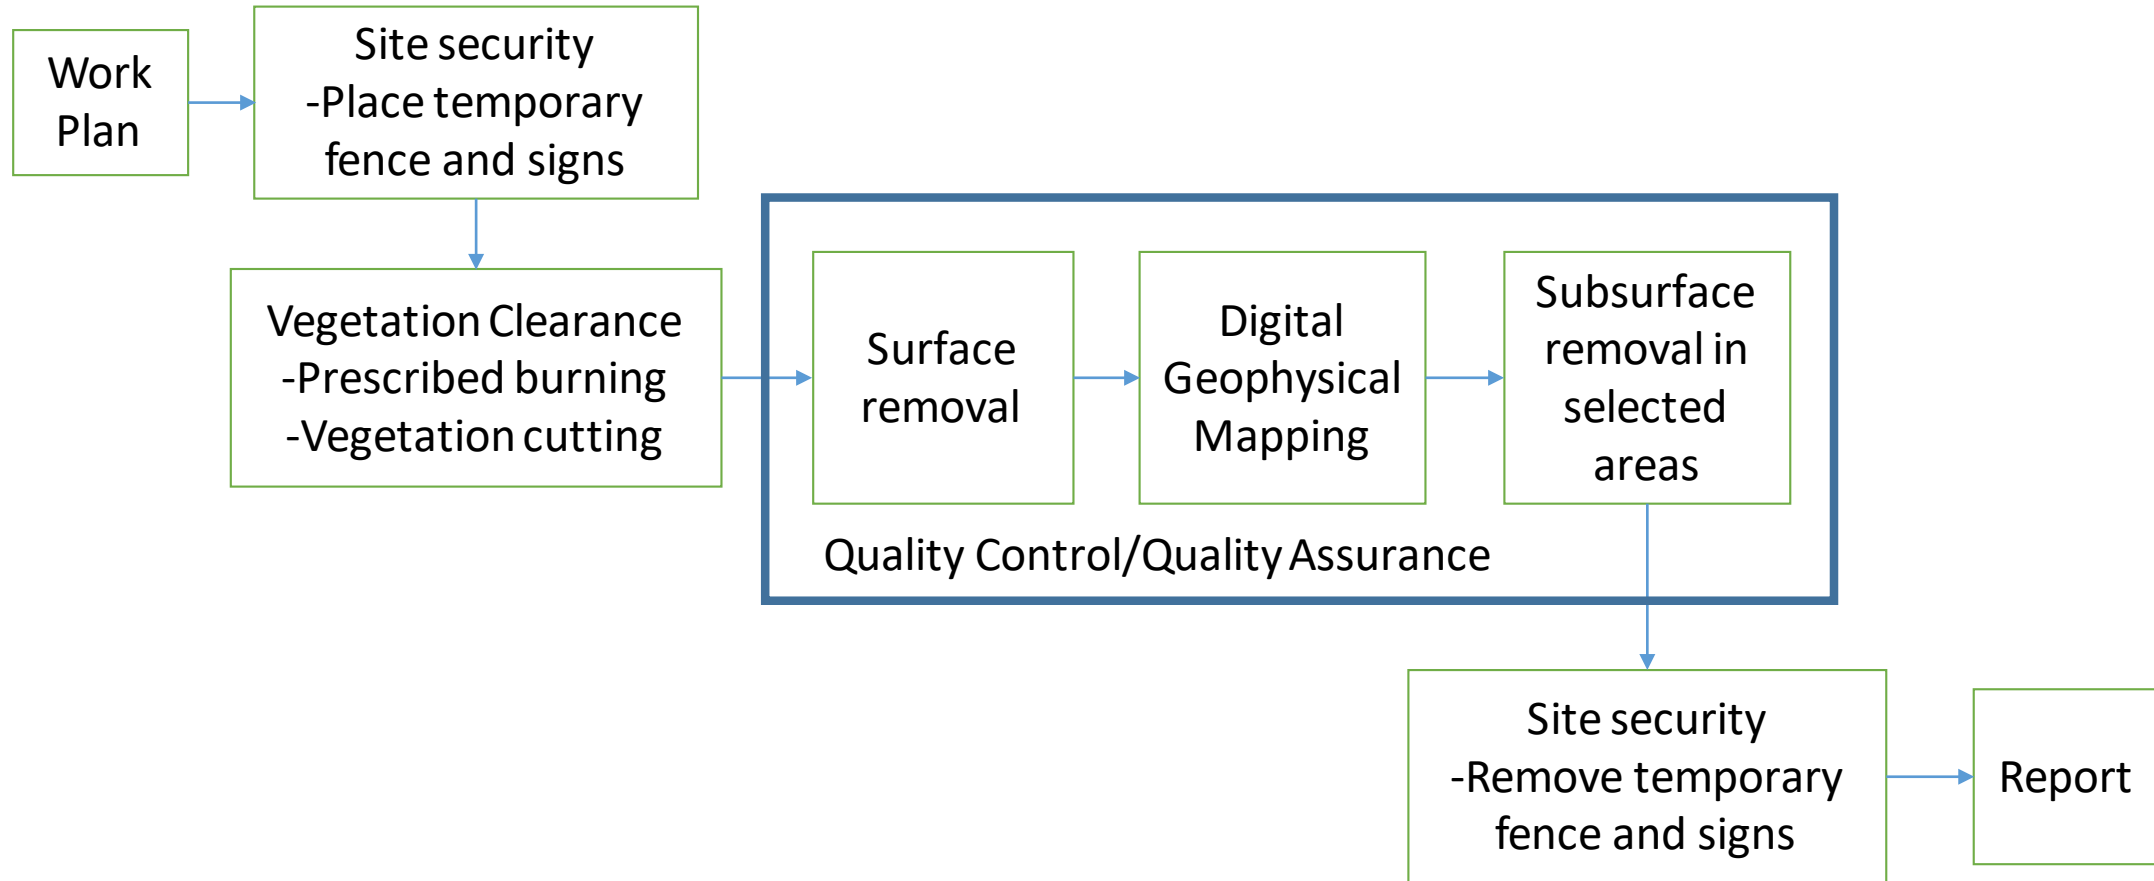 Work
Plan
Site security
-Place temporary
fence and signs
Vegetation Clearance
-Prescribed burning
-Vegetation cutting
Surface
removal
Digital
Geophysical
Mapping
Subsurface
removal in
selected
areas
Quality Control/Quality Assurance
Site security
-Remove temporary
fence and signs
Report